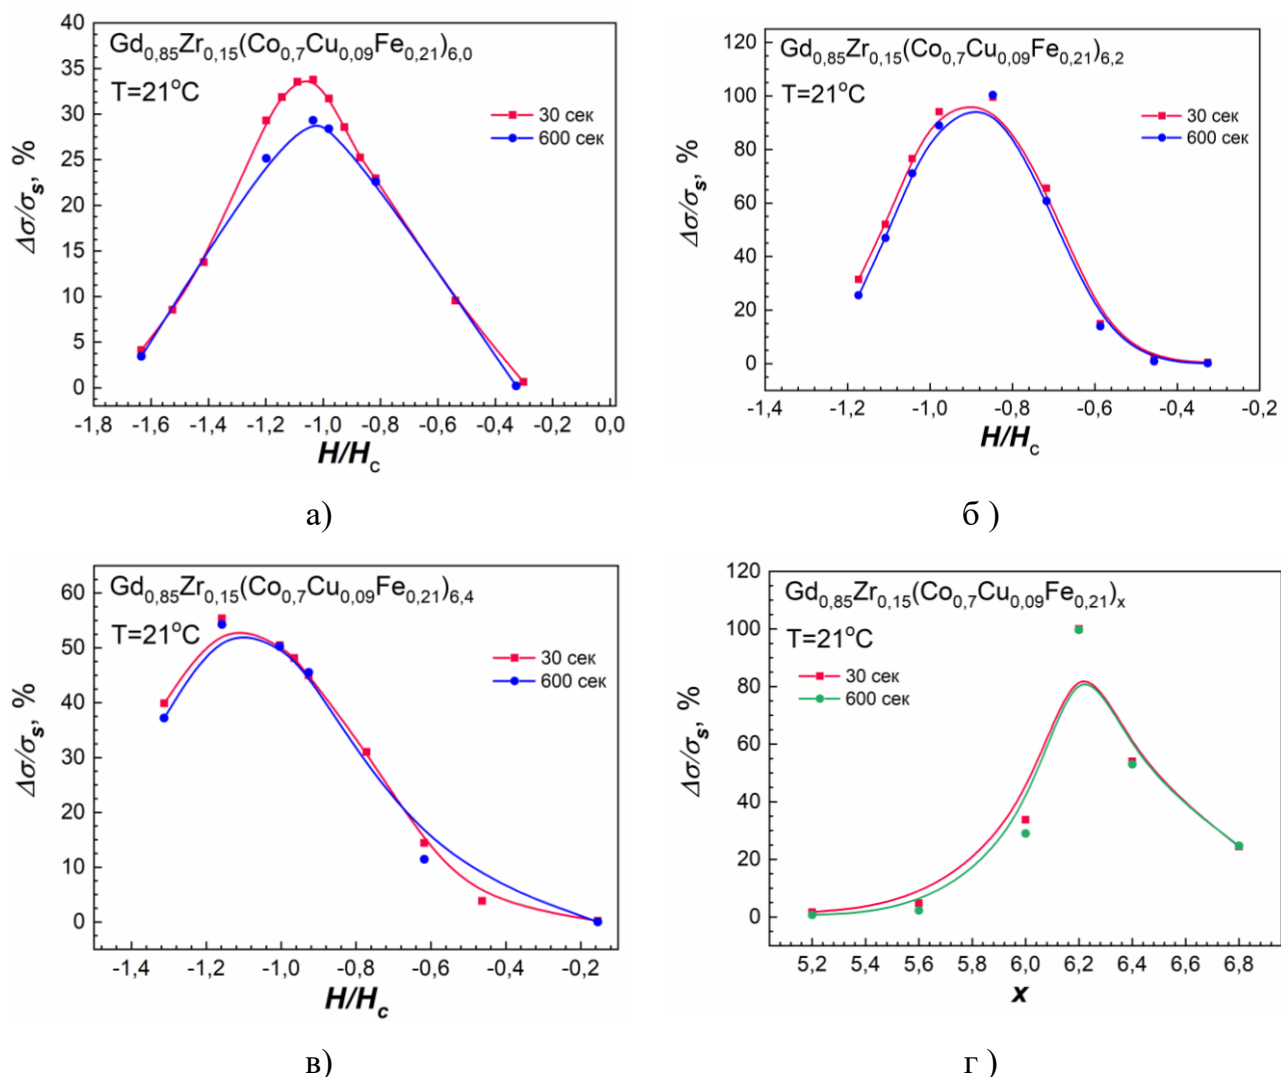 Gd0,85Zr0,15(Co0,7Cu0,09Fe0,21)6,0
T=21°C
30 сек
600 сек
Δσ/σs, %
40
35
30
25
20
15
10
5
0
-1,8 -1,6 -1,4 -1,2 -1,0 -0,8 -0,6 -0,4 -0,2 0,0
H/Hc
а)
Gd0,85Zr0,15(Co0,7Cu0,09Fe0,21)6,2
T=21°C
30 сек
600 сек
Δσ/σs, %
120
100
80
60
40
20
0
-1,4 -1,2 -1,0 -0,8 -0,6 -0,4 -0,2
H/Hc
б )
Gd0,85Zr0,15(Co0,7Cu0,09Fe0,21)6,4
T=21°C
30 сек
600 сек
Δσ/σs, %
60
50
40
30
20
10
0
-1,4 -1,2 -1,0 -0,8 -0,6 -0,4 -0,2
H/Hc
в)
Gd0,85Zr0,15(Co0,7Cu0,09Fe0,21)x
T=21°C
30 сек
600 сек
Δσ/σs, %
120
100
80
60
40
20
0
5,2 5,4 5,6 5,8 6,0 6,2 6,4 6,6 6,8
x
г )